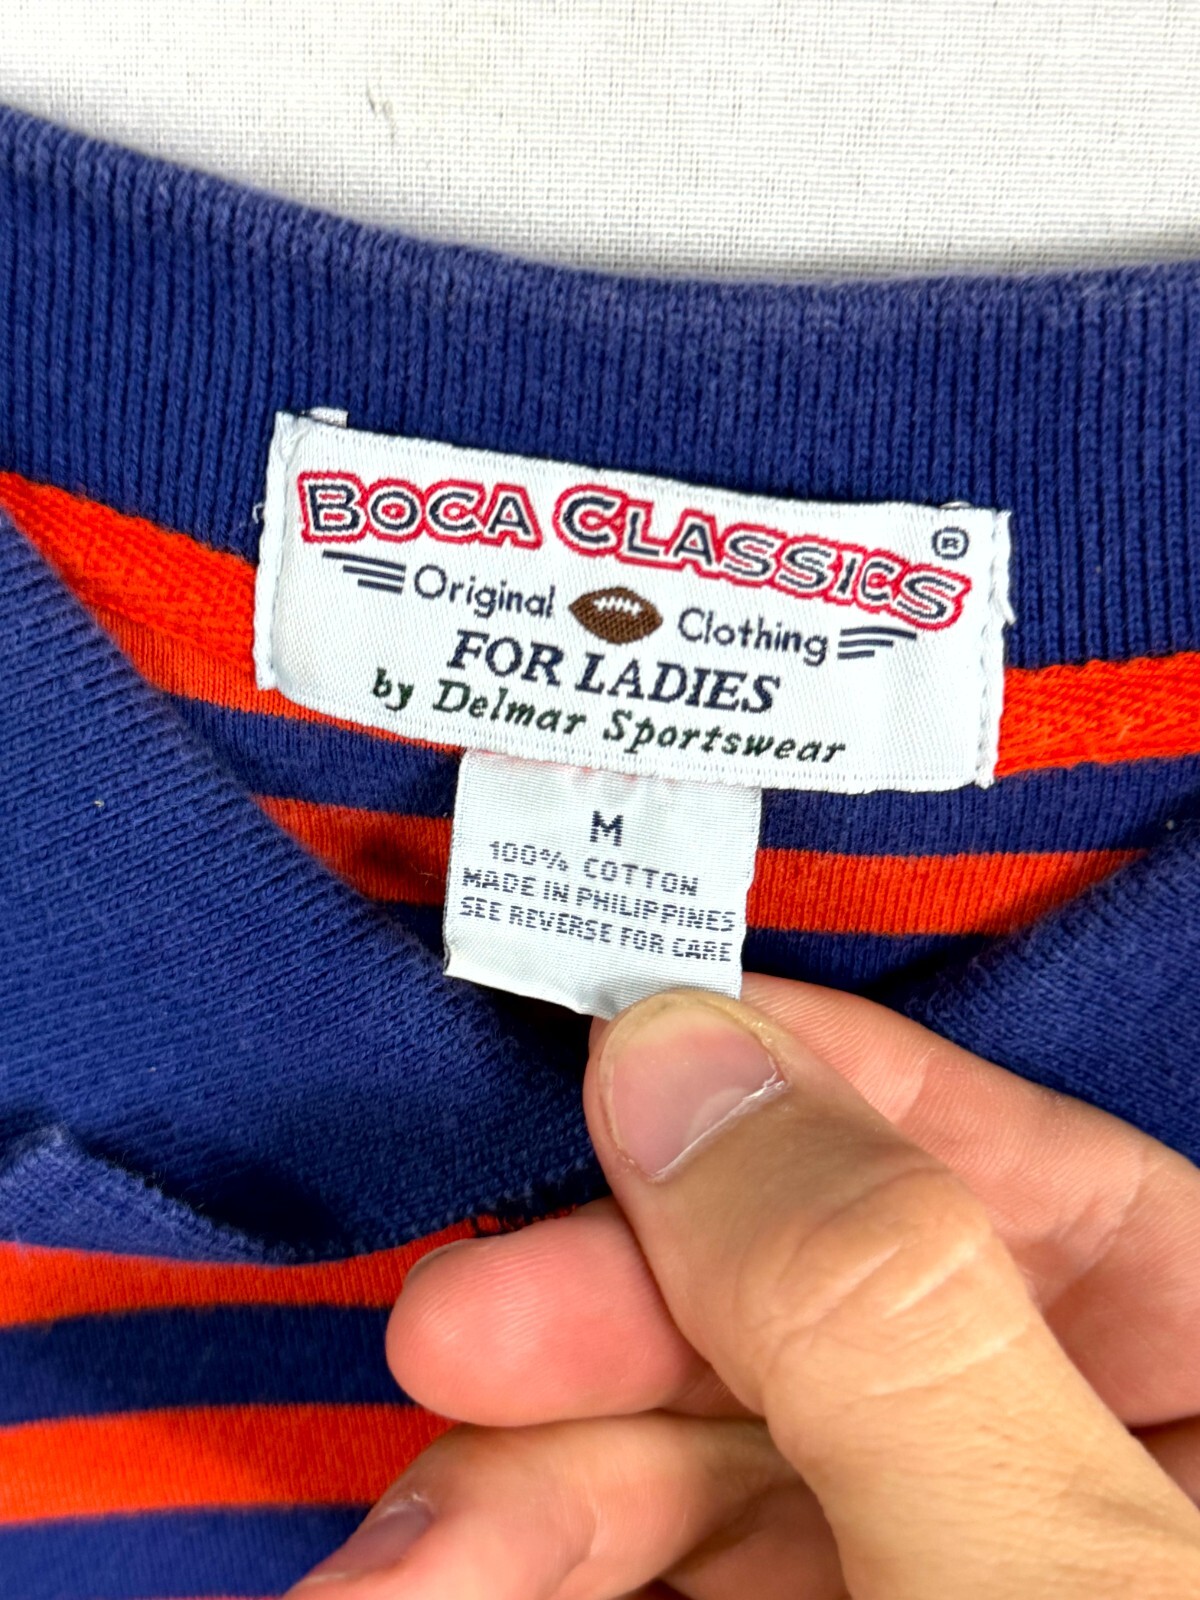 BOCA CLASSICS ®
Original Clothing
FOR LADIES
by Delmar Sportswear
M
100% COTTON
MADE IN PHILIPPINES
SEE REVERSE FOR CARE